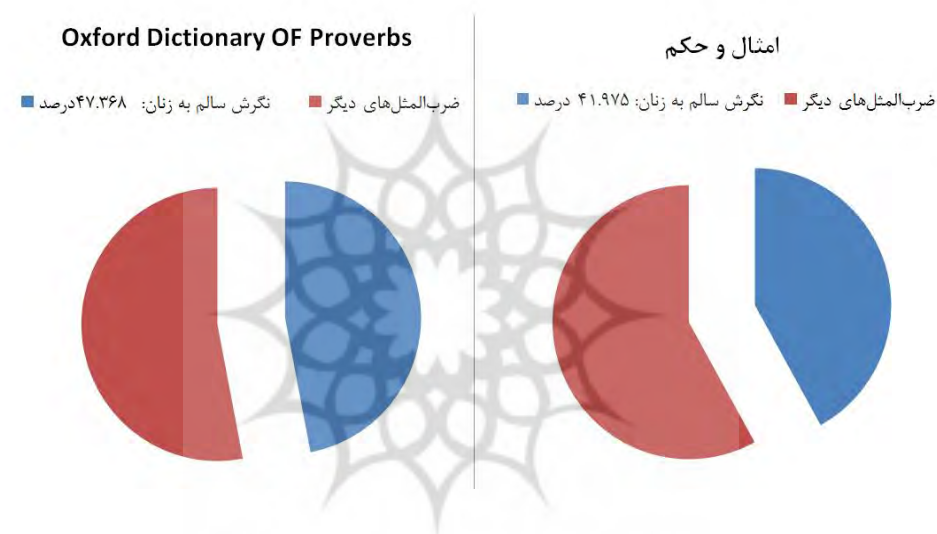 Oxford Dictionary OF Proverbs
ضرب‌المثل‌های دیگر
نگرش سالم به زنان: ۴۷.۳۶۸درصد
امثال و حکم
ضرب‌المثل‌های دیگر
نگرش سالم به زنان: ۴۱.۹۷۵ درصد